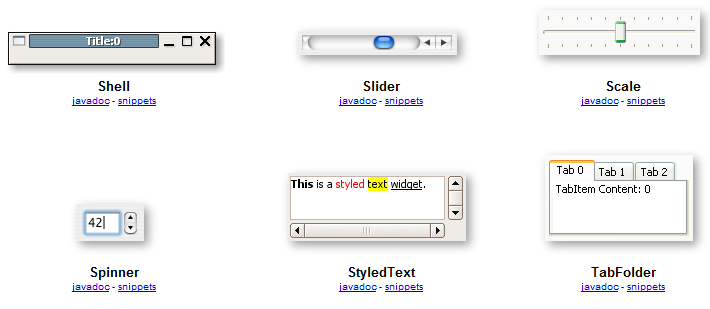 Title:0
Shell
javadoc - snippets
Slider
javadoc - snippets
Scale
javadoc - snippets
42
Spinner
javadoc - snippets
This is a styled text widget.
StyledText
javadoc - snippets
Tab 0 Tab 1 Tab 2
TabItem Content: 0
TabFolder
javadoc - snippets